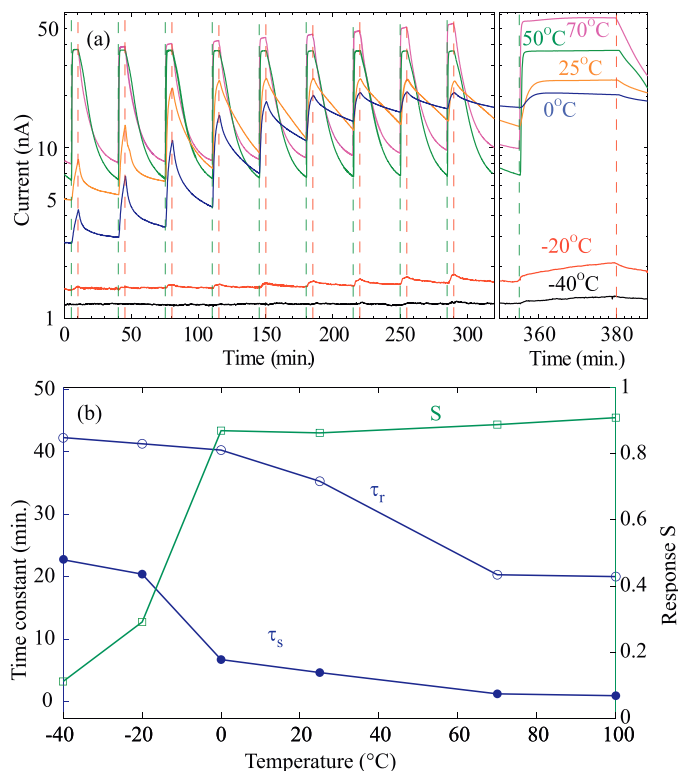 50
(a)
70°C
50°C
25°C
0°C
10
-20°C
-40°C
1
Current (nA)
0 50 100 150 200 250 300
360 380
Time (min.)
Time (min.)
50
(b)
S
1
40
0.8
τr
30
0.6
20
0.4
τs
10
0.2
0
0
Time constant (min.)
Response S
-40 -20 0 20 40 60 80 100
Temperature (°C)